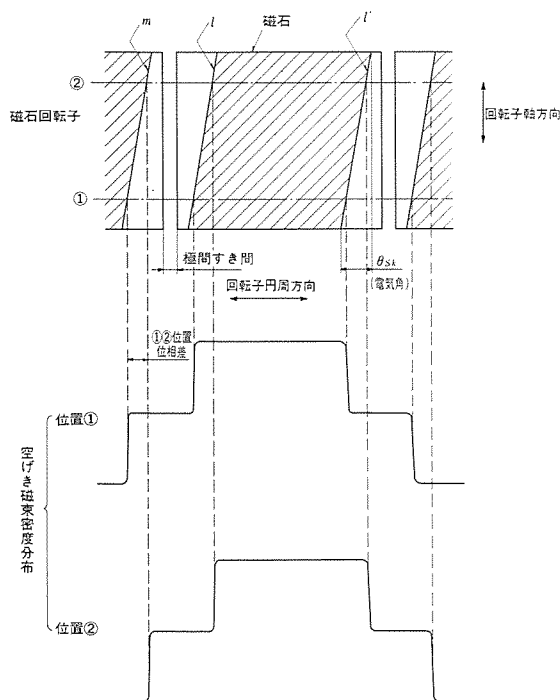 m
l
磁石
l'
②
磁石回転子
回転子軸方向
①
極間すき間
θSk
(電気角)
回転子円周方向
①②位置
位相差
位置①
空げき磁束密度分布
位置②